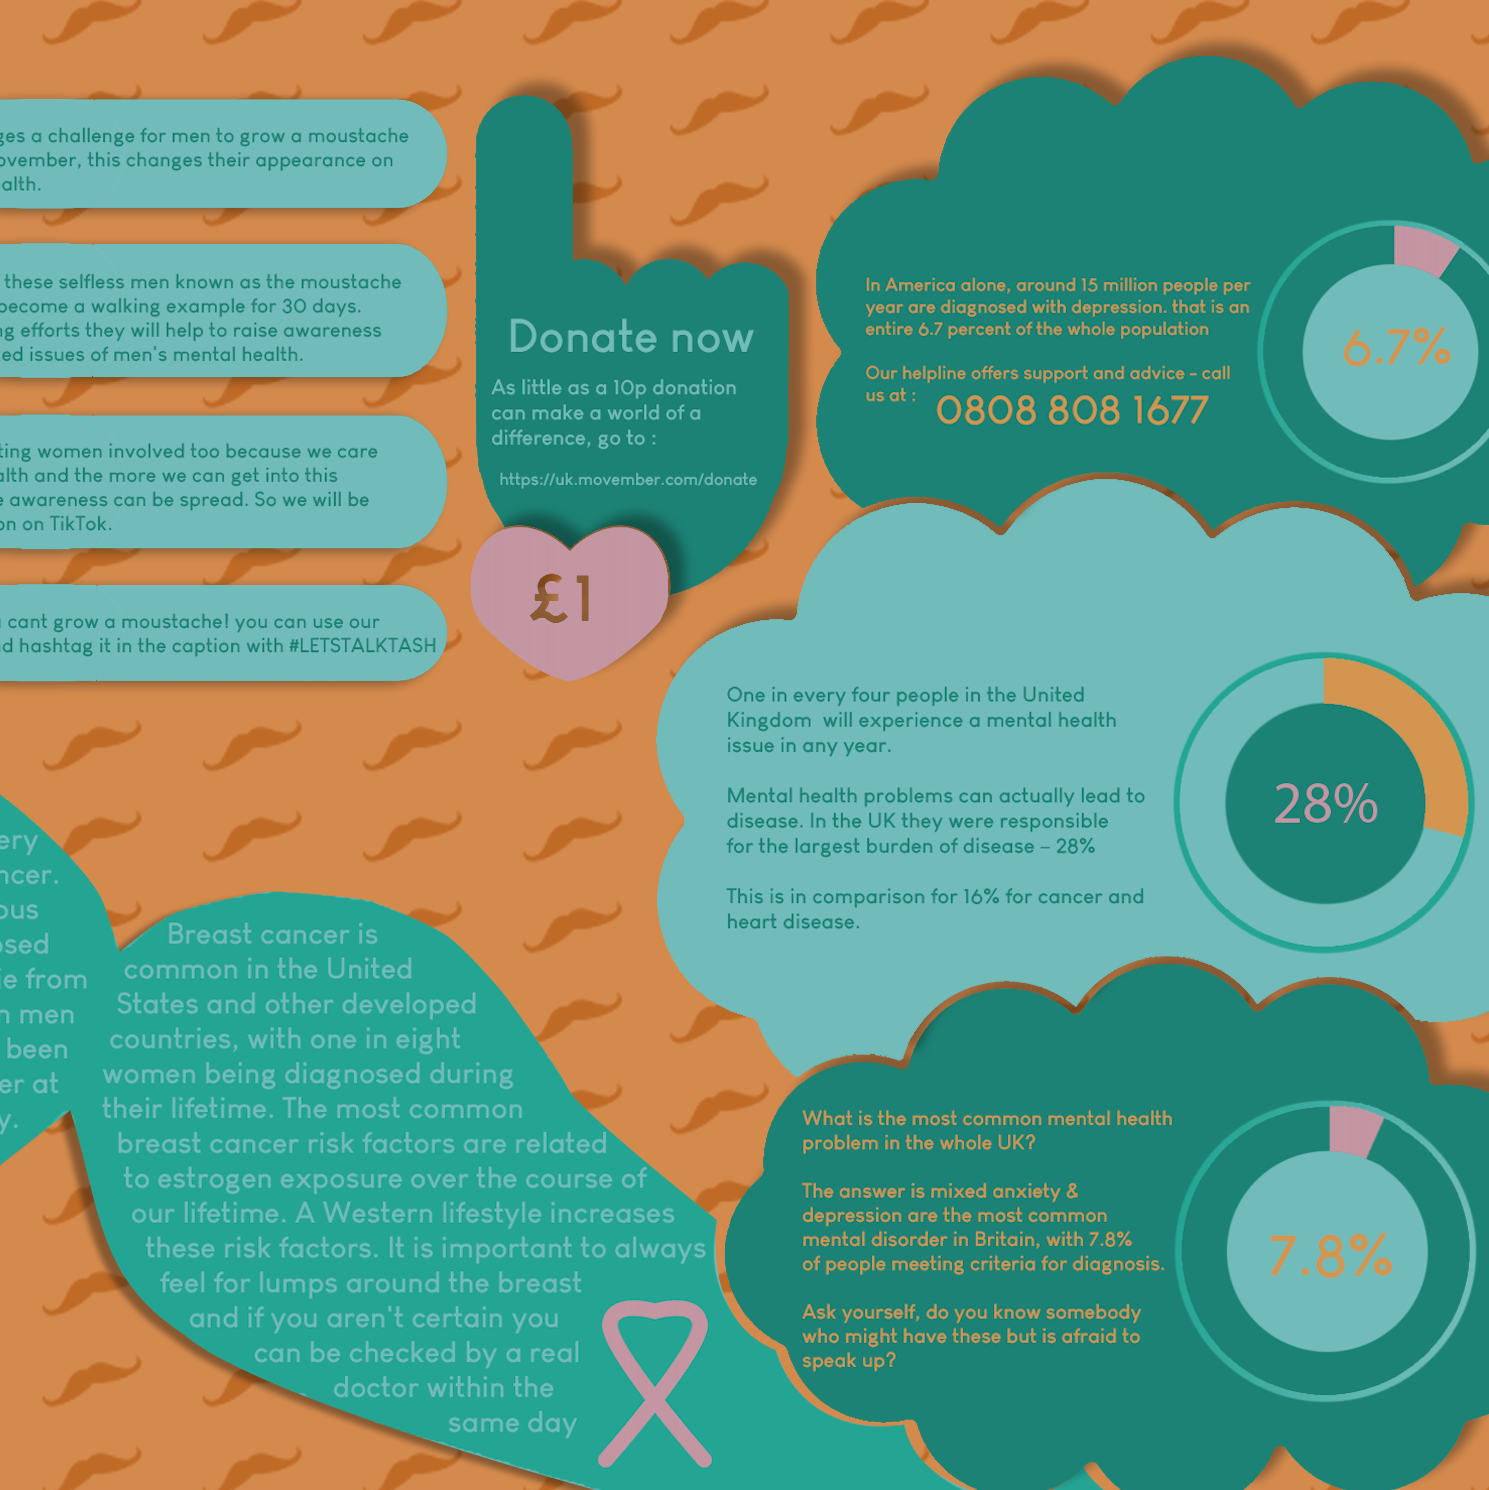 a challenge for men to grow a moustache
this changes their appearance on
these selfless men known as the moustache
become a walking example for 30 days.
efforts they will help to raise awareness
issues of men's mental health.
women involved too because we care
and the more we can get into this
awareness can be spread. So we will be
on TikTok.
cant grow a moustache! you can use our
hashtag it in the caption with #LETSTALKTASH
Donate now
As little as a 10p donation
can make a world of a
difference, go to :
https://uk.movember.com/donate
£1
In America alone, around 15 million people per
year are diagnosed with depression. that is an
entire 6.7 percent of the whole population
Our helpline offers support and advice - call
us at : 0808 808 1677
6.7%
One in every four people in the United
Kingdom will experience a mental health
issue in any year.
Mental health problems can actually lead to
disease. In the UK they were responsible
for the largest burden of disease – 28%
This is in comparison for 16% for cancer and
heart disease.
28%
from
men
been
at
Breast cancer is
common in the United
States and other developed
countries, with one in eight
women being diagnosed during
their lifetime. The most common
breast cancer risk factors are related
to estrogen exposure over the course of
our lifetime. A Western lifestyle increases
these risk factors. It is important to always
feel for lumps around the breast
and if you aren't certain you
can be checked by a real
doctor within the
same day
What is the most common mental health
problem in the whole UK?
The answer is mixed anxiety &
depression are the most common
mental disorder in Britain, with 7.8%
of people meeting criteria for diagnosis.
Ask yourself, do you know somebody
who might have these but is afraid to
speak up?
7.8%